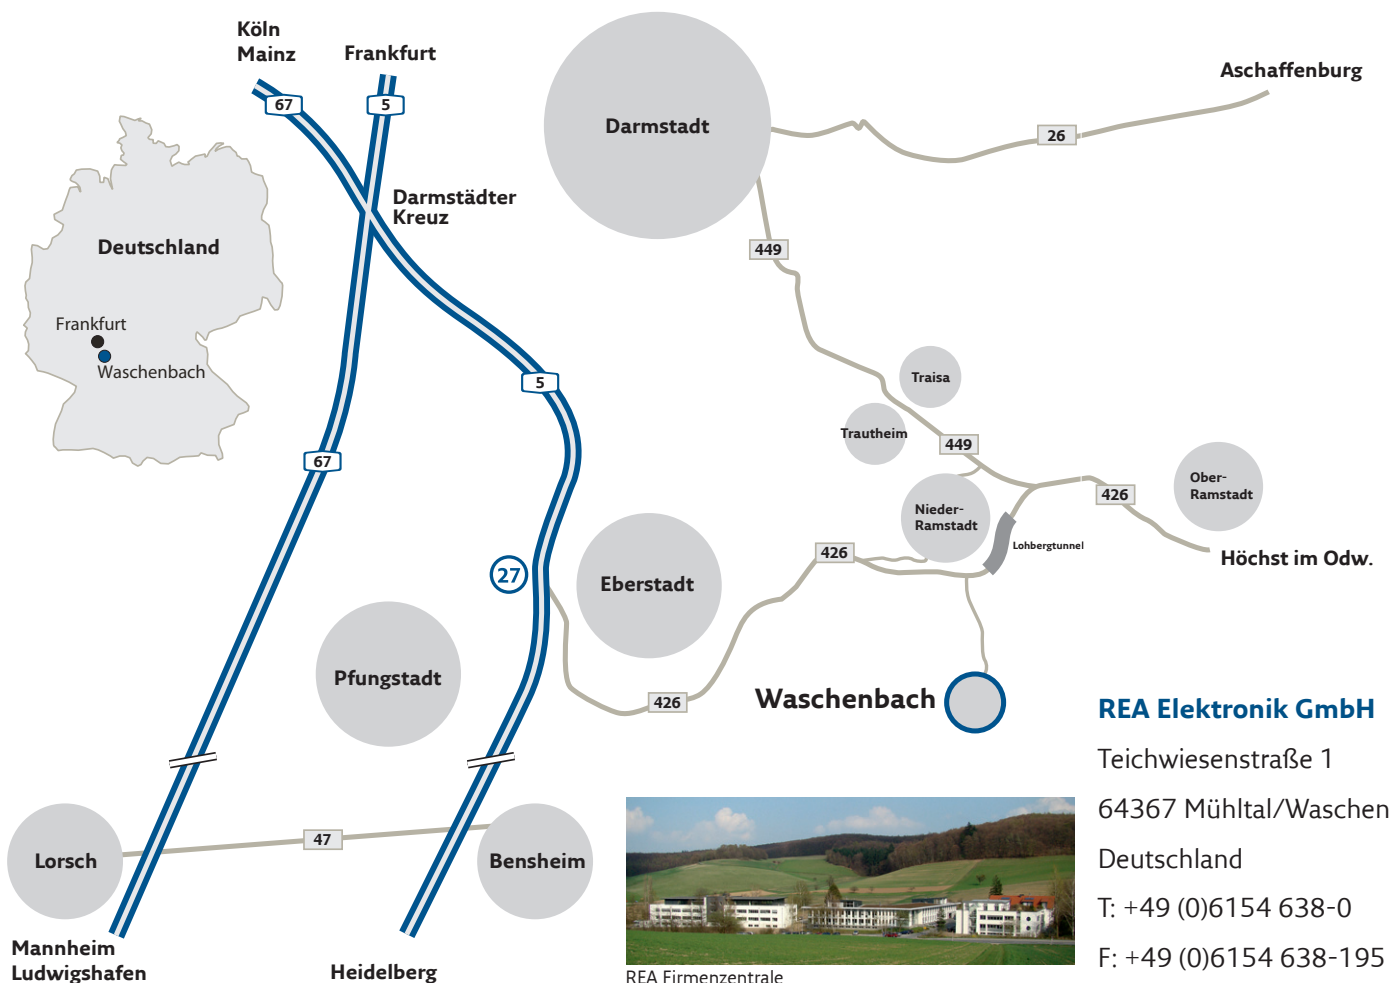 Köln
Mainz
Frankfurt
67
5
Darmstädter
Kreuz
Deutschland
Frankfurt
Waschenbach
Darmstadt
Aschaffenburg
26
449
5
Traisa
Trautheim
449
67
Nieder-
Ramstadt
426
Ober-
Ramstadt
Lohbergtunnel
Höchst im Odw.
426
27
Eberstadt
Pfungstadt
426
Waschenbach
Lorsch
47
Bensheim
Mannheim
Ludwigshafen
Heidelberg
REA Firmenzentrale
REA Elektronik GmbH
Teichwiesenstraße 1
64367 Mühltal/Waschen
Deutschland
T: +49 (0)6154 638-0
F: +49 (0)6154 638-195